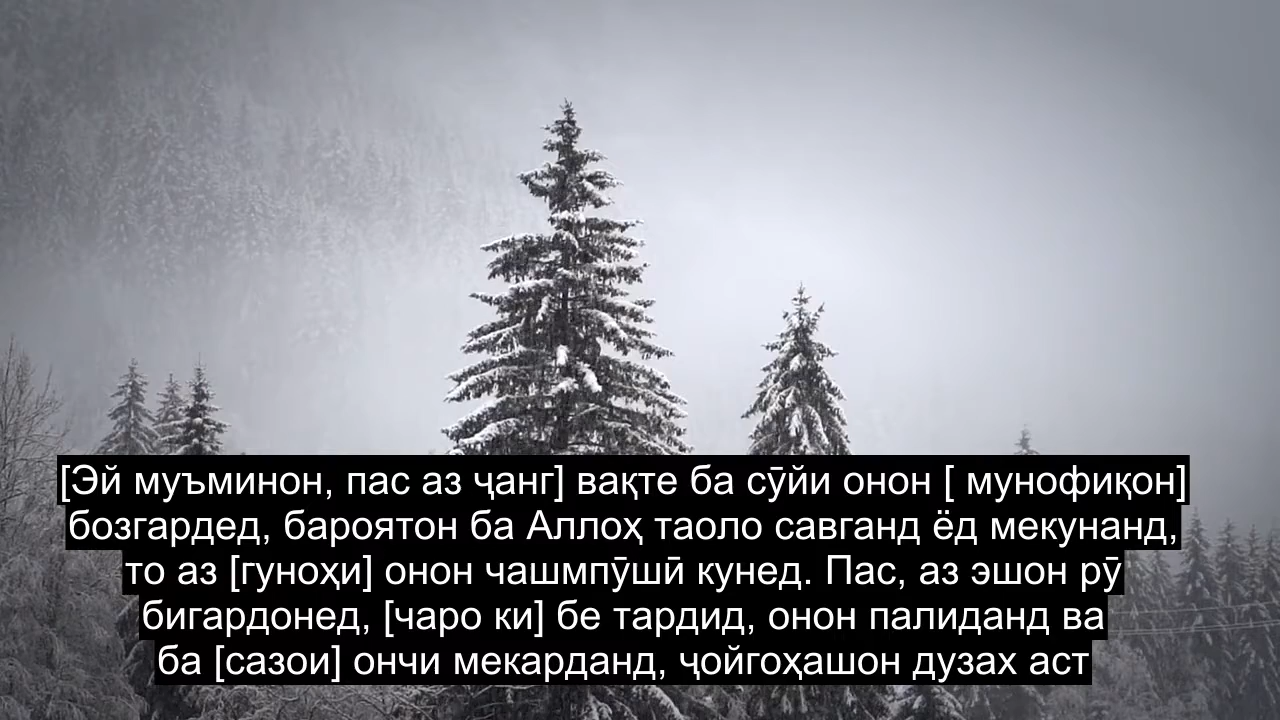 [Эй муъминон, пас аз ҷанг] вақте ба сӯйи онон [ мунофиқон]
бозгардед, бароятон ба Аллоҳ таоло савганд ёд мекунанд,
то аз [гуноҳи] онон чашмпӯшӣ кунед. Пас, аз эшон рӯ
бигардонед, [чаро ки] бе тардид, онон палиданд ва
ба [сазои] ончи мекарданд, ҷойгоҳашон дузах аст